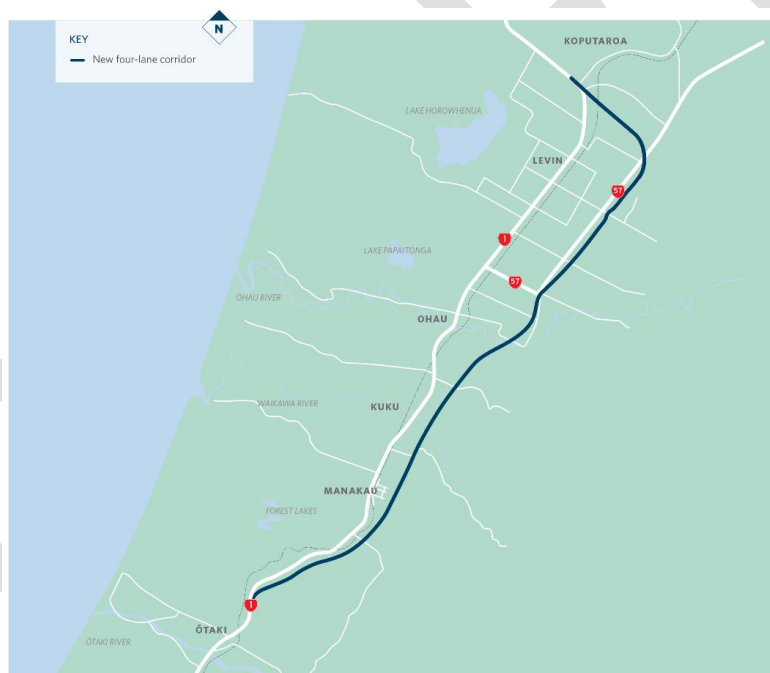 N
KEY
New four-lane corridor
KOPUTAROA
LAKE HOROWHENUA
LEVIN
57
1
LAKE PAPAITONGA
57
OHAU RIVER
OHAU
WAIKAWA RIVER
KUKU
MANAKAU
FOREST LAKES
1
ŌTAKI
ŌTAKI RIVER